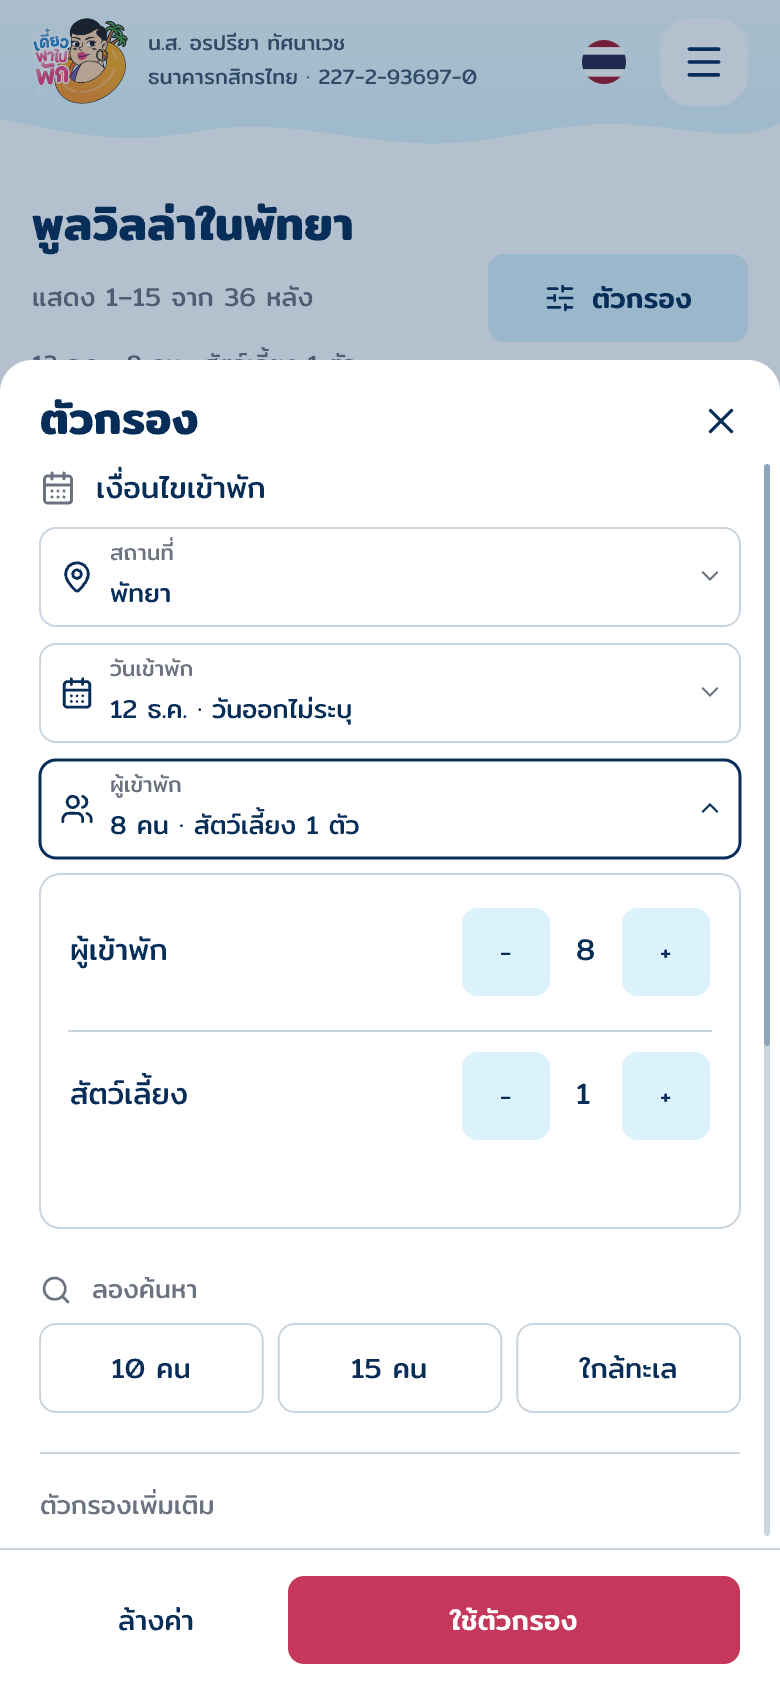 เดี๋ยว
พาไป
พัก
น.ส. อรปรียา ทัศนาเวช
ธนาคารกสิกรไทย · 227-2-93697-0
พูลวิลล่าในพัทยา
แสดง 1–15 จาก 36 หลัง
ตัวกรอง
ตัวกรอง
เงื่อนไขเข้าพัก
สถานที่
พัทยา
วันเข้าพัก
12 ธ.ค. · วันออกไม่ระบุ
ผู้เข้าพัก
8 คน · สัตว์เลี้ยง 1 ตัว
ผู้เข้าพัก - 8 +
สัตว์เลี้ยง - 1 +
ลองค้นหา
10 คน 15 คน ใกล้ทะเล
ตัวกรองเพิ่มเติม
ล้างค่า ใช้ตัวกรอง